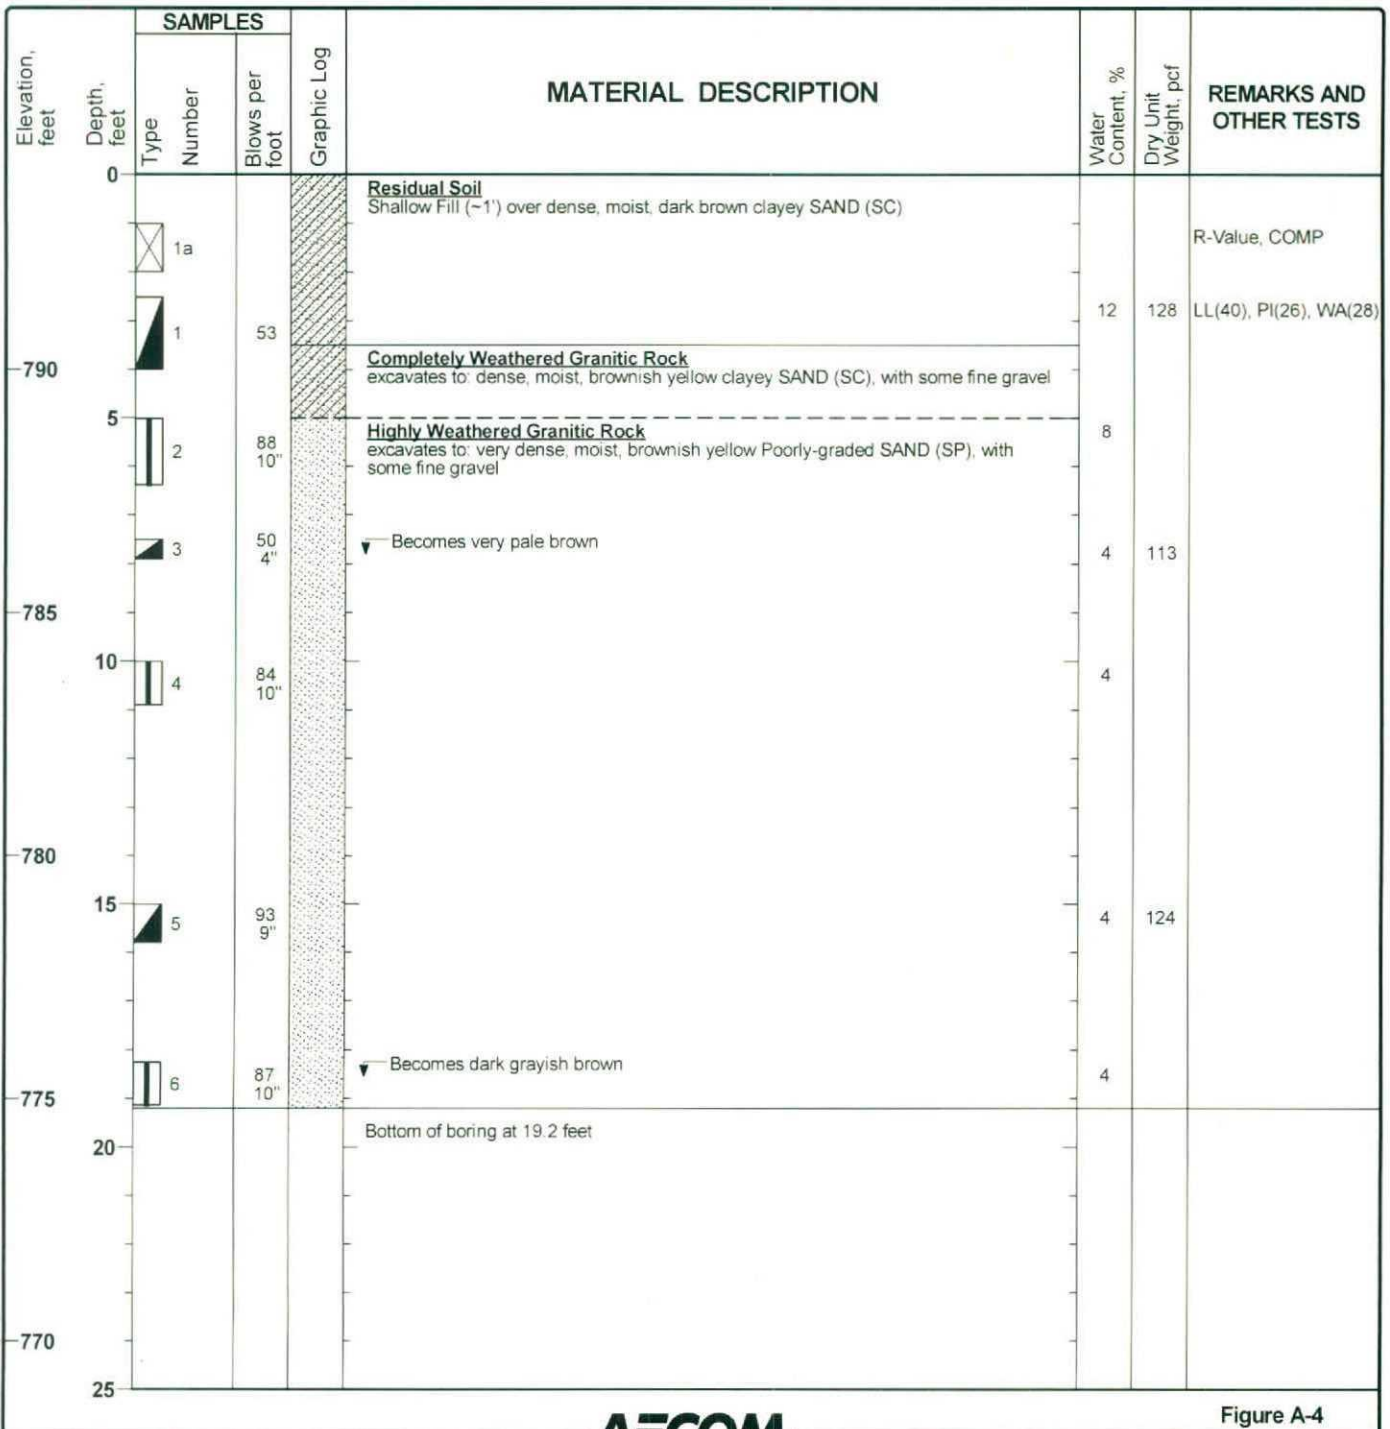 SAMPLES
Elevation, feet
Depth, feet
Type
Number
Blows per foot
Graphic Log
MATERIAL DESCRIPTION
Water Content, %
Dry Unit Weight, pcf
REMARKS AND OTHER TESTS
0
Residual Soil
Shallow Fill (~1') over dense, moist, dark brown clayey SAND (SC)
1a
R-Value, COMP
1 53 12 128 LL(40), PI(26), WA(28)
790
Completely Weathered Granitic Rock
excavates to: dense, moist, brownish yellow clayey SAND (SC), with some fine gravel
5
Highly Weathered Granitic Rock
excavates to: very dense, moist, brownish yellow Poorly-graded SAND (SP), with
some fine gravel
2 88 10" 8
3 50 4" Becomes very pale brown 4 113
785
10
4 84 10" 4
780
15
5 93 9" 4 124
Becomes dark grayish brown
6 87 10" 4
775
Bottom of boring at 19.2 feet
20
770
25
AECOM
Figure A-4